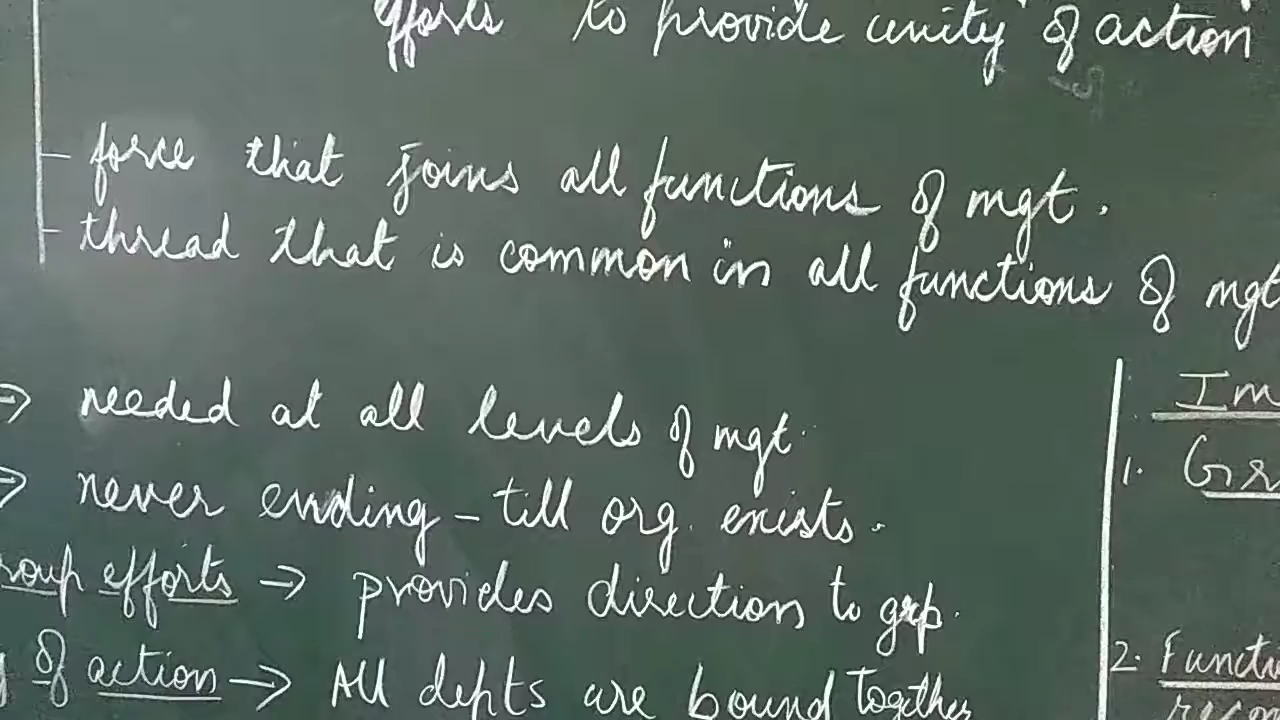 efforts to provide unity of action
- force that joins all functions of mgt.
- thread that is common in all functions of mgt
→ needed at all levels of mgt.
→ never ending - till org. exists.
roup efforts → provides direction to grp.
g of action → All depts are bound together
Im
1. Gr
2. Functi